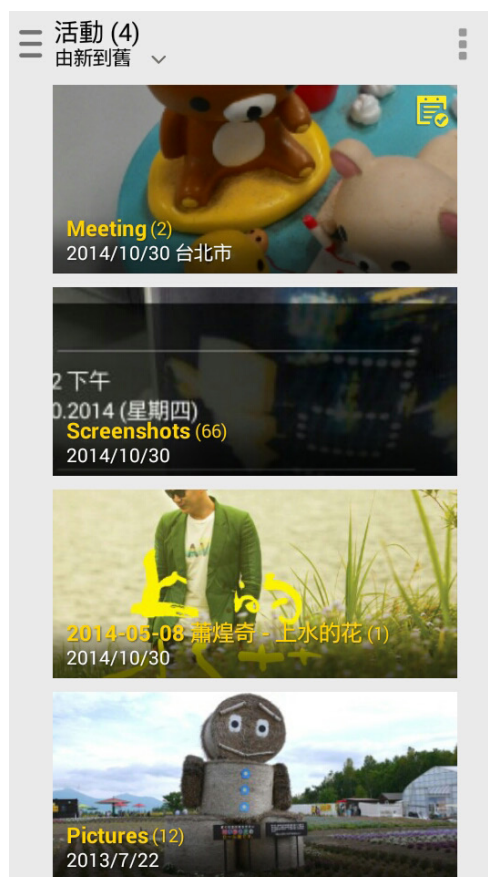 活動 (4)
由新到舊
Meeting (2)
2014/10/30 台北市
2 下午
0.2014 (星期四)
Screenshots (66)
2014/10/30
上 的
2014-05-08 蕭煌奇 - 上水的花 (1)
2014/10/30
Pictures (12)
2013/7/22